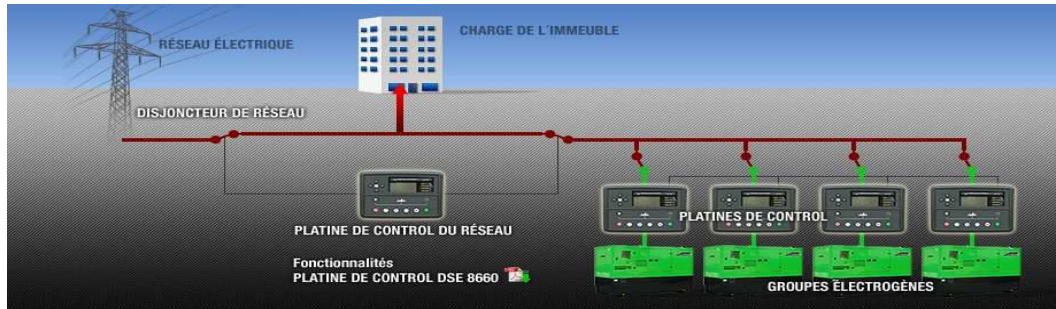 RÉSEAU ÉLECTRIQUE
CHARGE DE L´IMMEUBLE
DISJONCTEUR DE RÉSEAU
PLATINES DE CONTROL
PLATINE DE CONTROL DU RÉSEAU
Fonctionnalités
PLATINE DE CONTROL DSE 8660
GROUPES ÉLECTROGÈNES